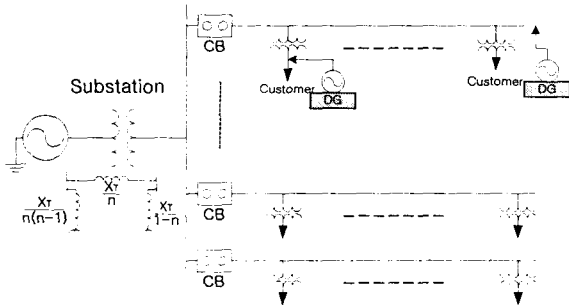 CB
Substation
Customer
DG
Customer
DG
X_T/n
X_T/n(n-1)
X_T/1-n
CB
CB